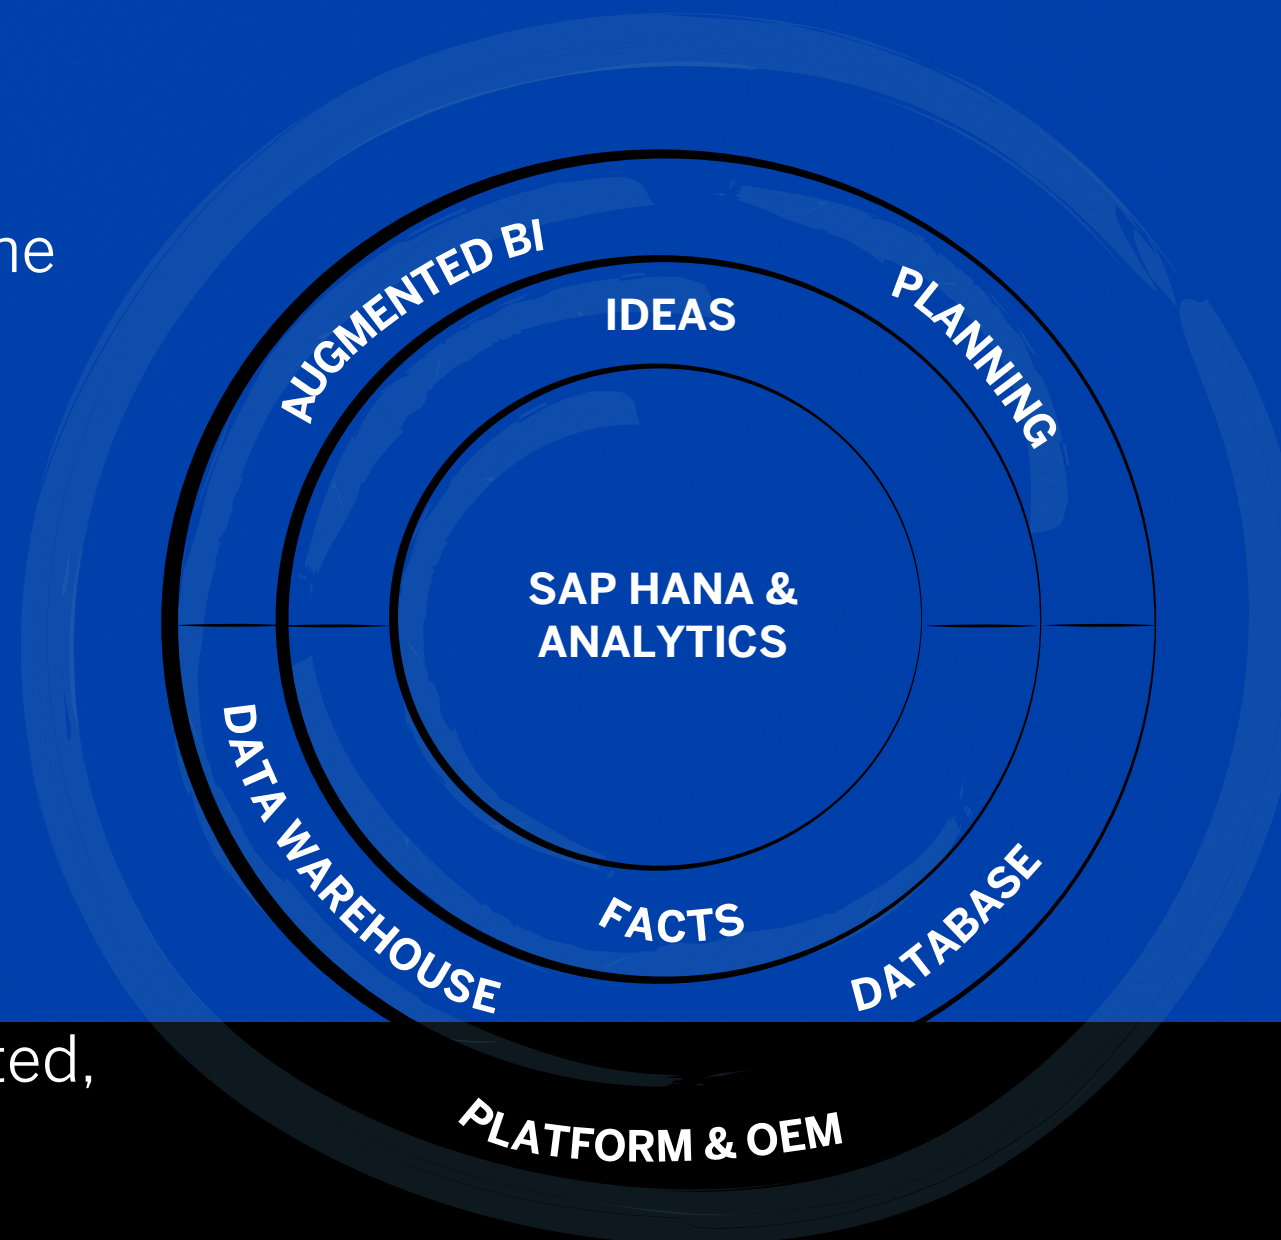 ne
AUGMENTED BI
PLANNING
IDEAS
SAP HANA &
ANALYTICS
DATA WAREHOUSE
FACTS
DATABASE
ted,
PLATFORM & OEM